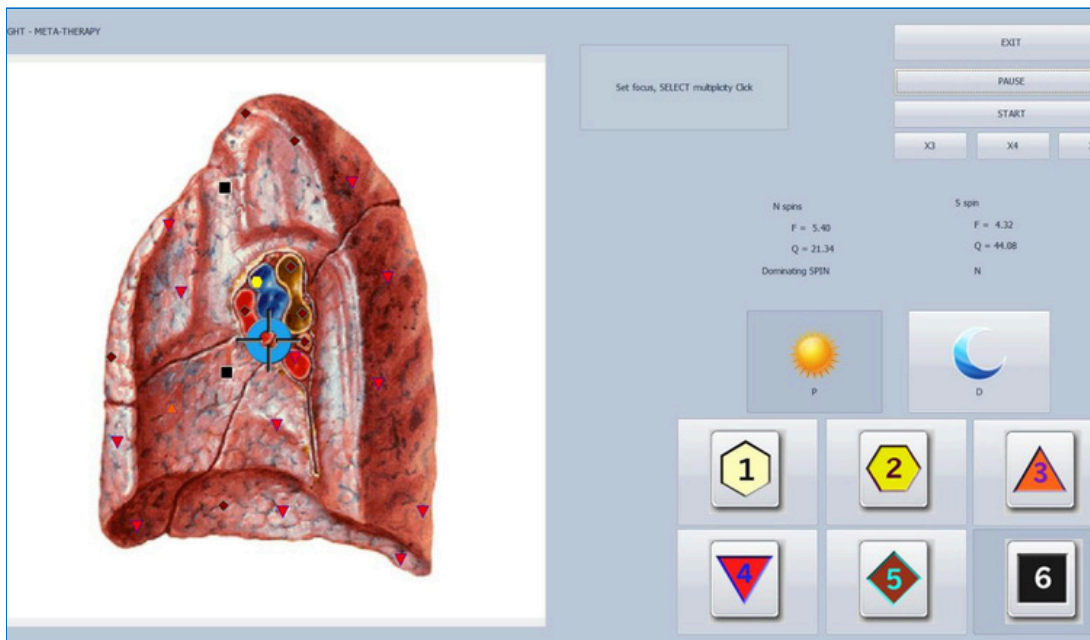 GHT - META-THERAPY
EXIT
Set focus, SELECT multiplicity Click
PAUSE
START
X3 X4
N spins S spin
F = 5.40 F = 4.32
Q = 21.34 Q = 44.08
Dominating SPIN N
P D
1 2 3
4 5 6